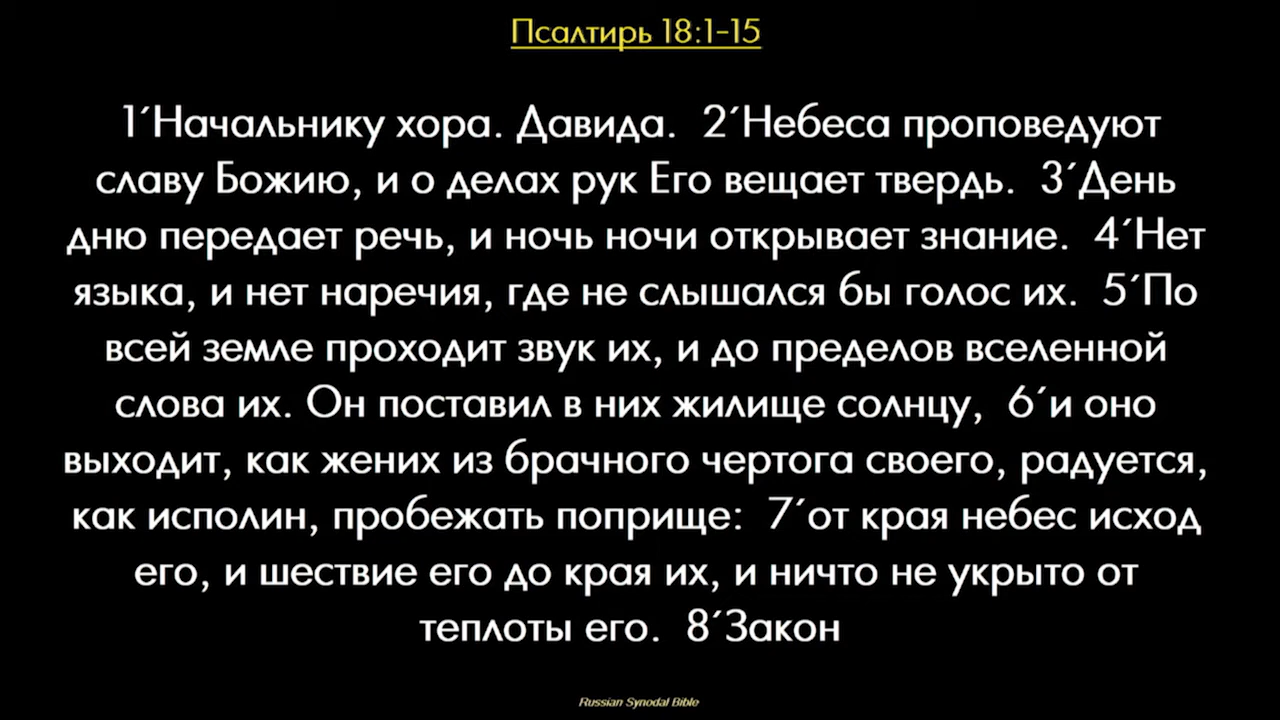 Псалтирь 18:1-15
1´Начальнику хора. Давида. 2´Небеса проповедуют
славу Божию, и о делах рук Его вещает твердь. 3´День
дню передает речь, и ночь ночи открывает знание. 4´Нет
языка, и нет наречия, где не слышался бы голос их. 5´По
всей земле проходит звук их, и до пределов вселенной
слова их. Он поставил в них жилище солнцу, 6´и оно
выходит, как жених из брачного чертога своего, радуется,
как исполин, пробежать поприще: 7´от края небес исход
его, и шествие его до края их, и ничто не укрыто от
теплоты его. 8´Закон
Russian Synodal Bible